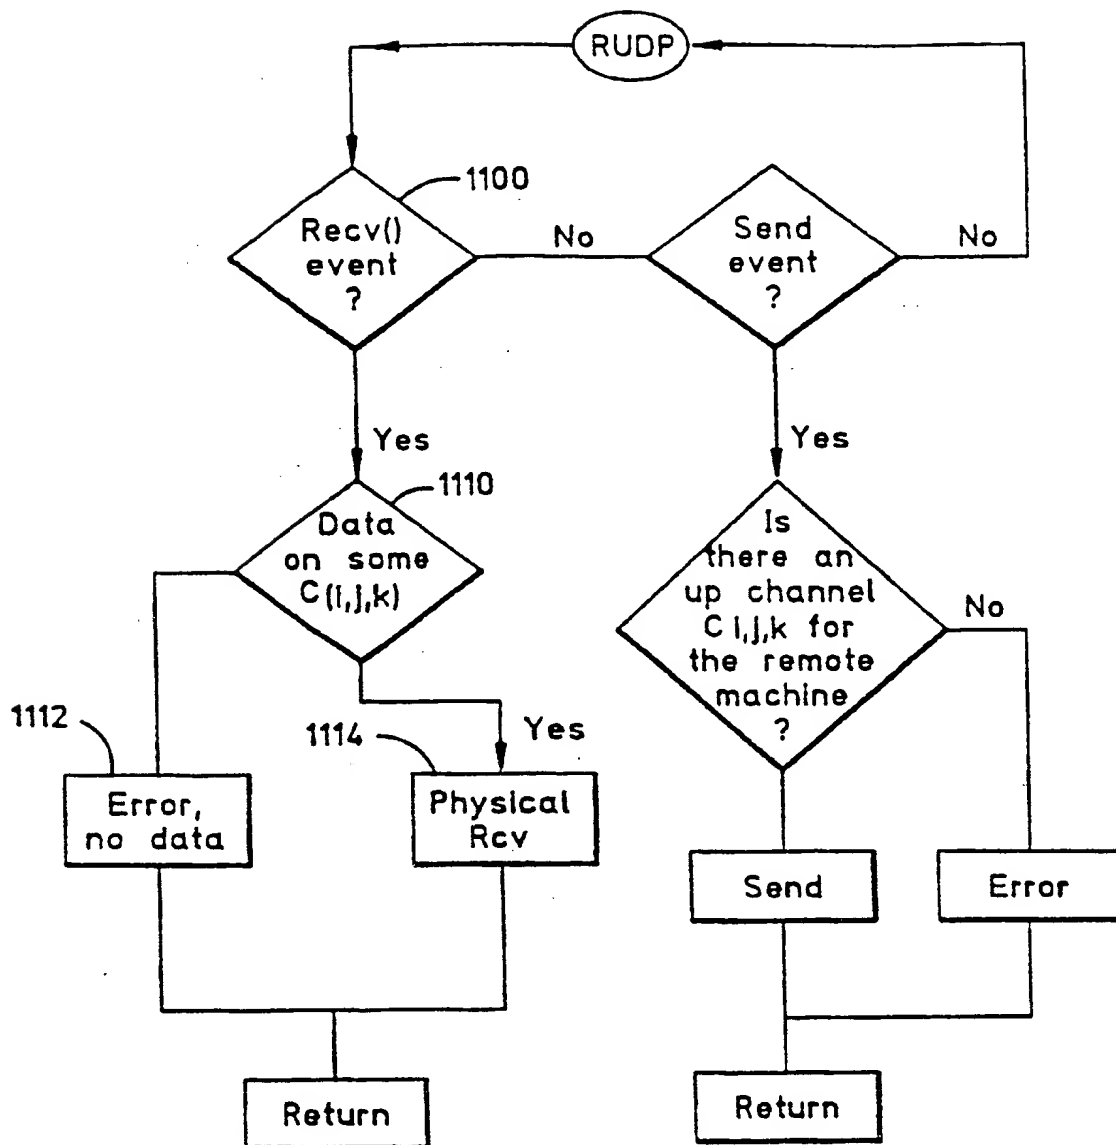 RUDP
1100
Recv()
event
?
No
Send
event
?
No
Yes
Yes
1110
Data
on some
C(i,j,k)
Is
there an
up channel
Ci,j,k for
the remote
machine
?
No
1112
1114
Yes
Error,
no data
Physical
Rcv
Send
Error
Return
Return